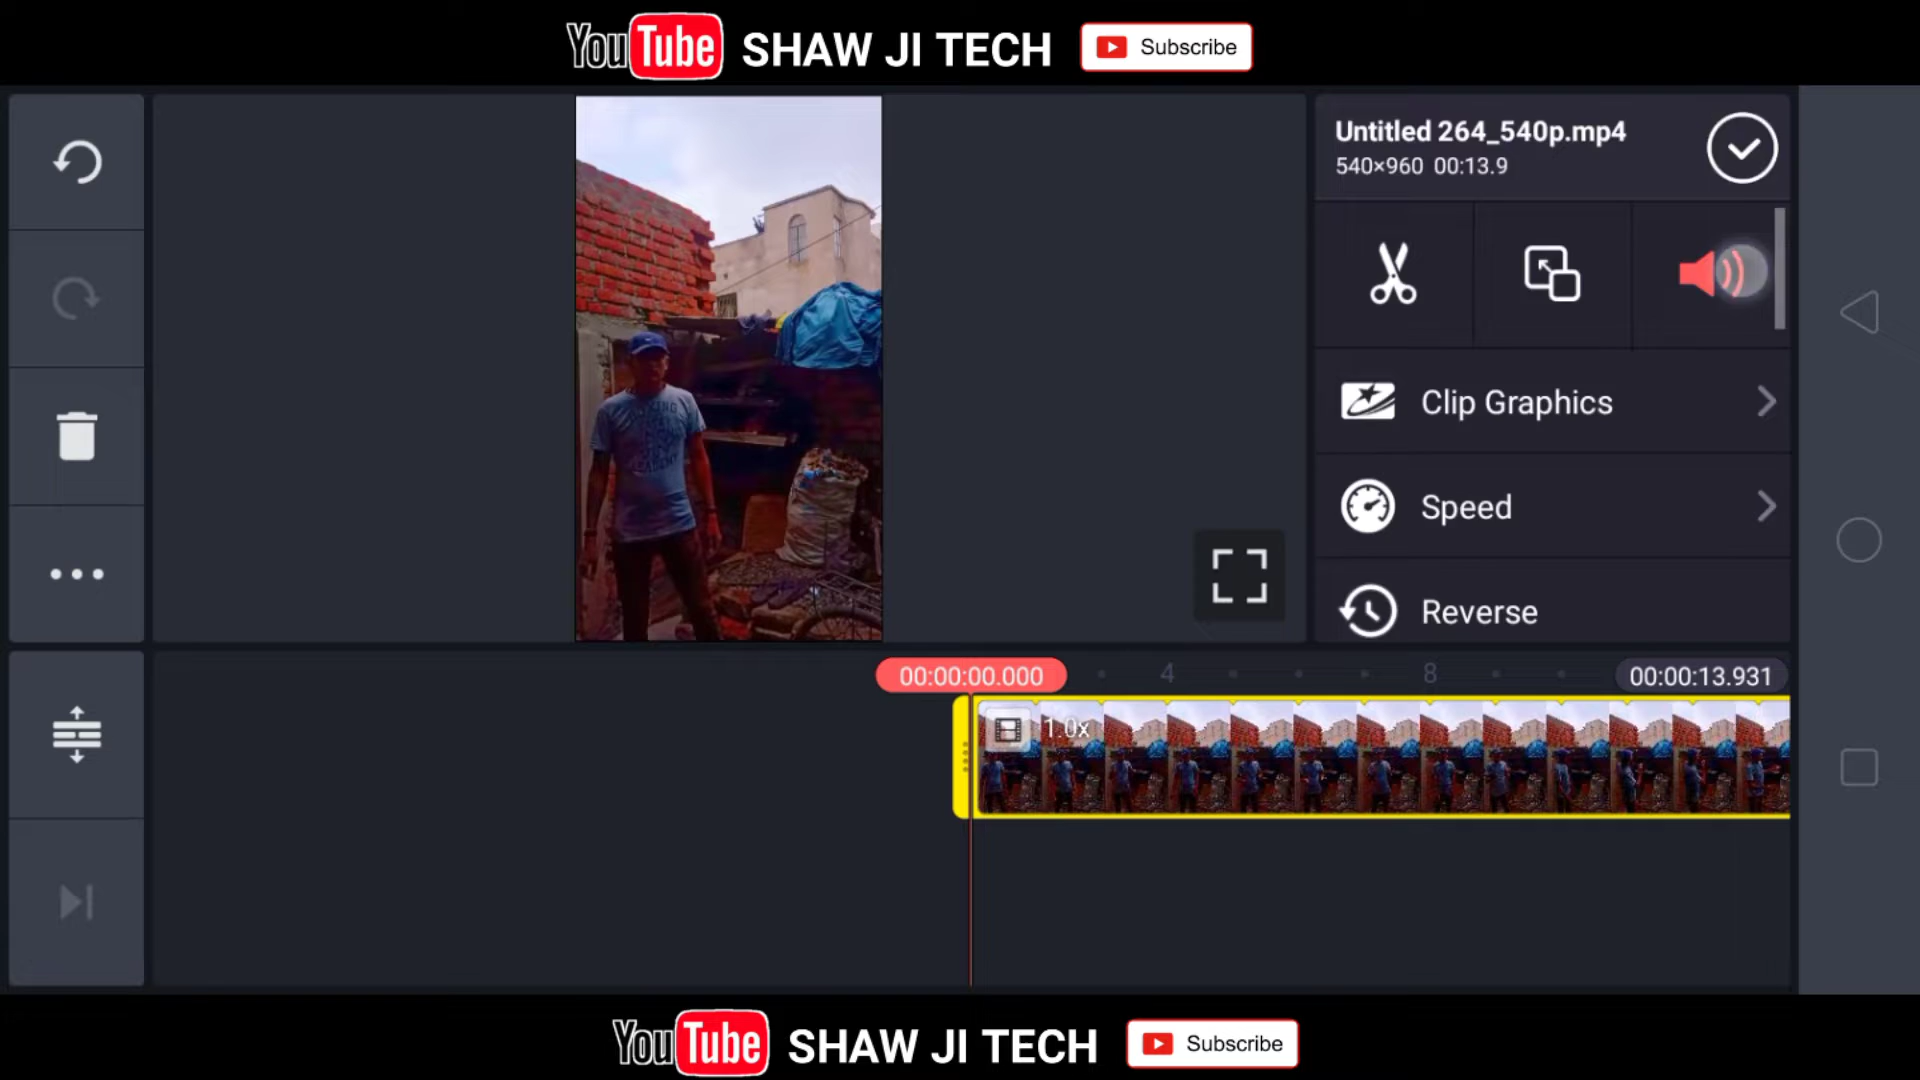 YouTube SHAW JI TECH Subscribe
Untitled 264_540p.mp4
540×960 00:13.9
Clip Graphics
Speed
Reverse
00:00:00.000 4 8 00:00:13.931
1.0x
YouTube SHAW JI TECH Subscribe